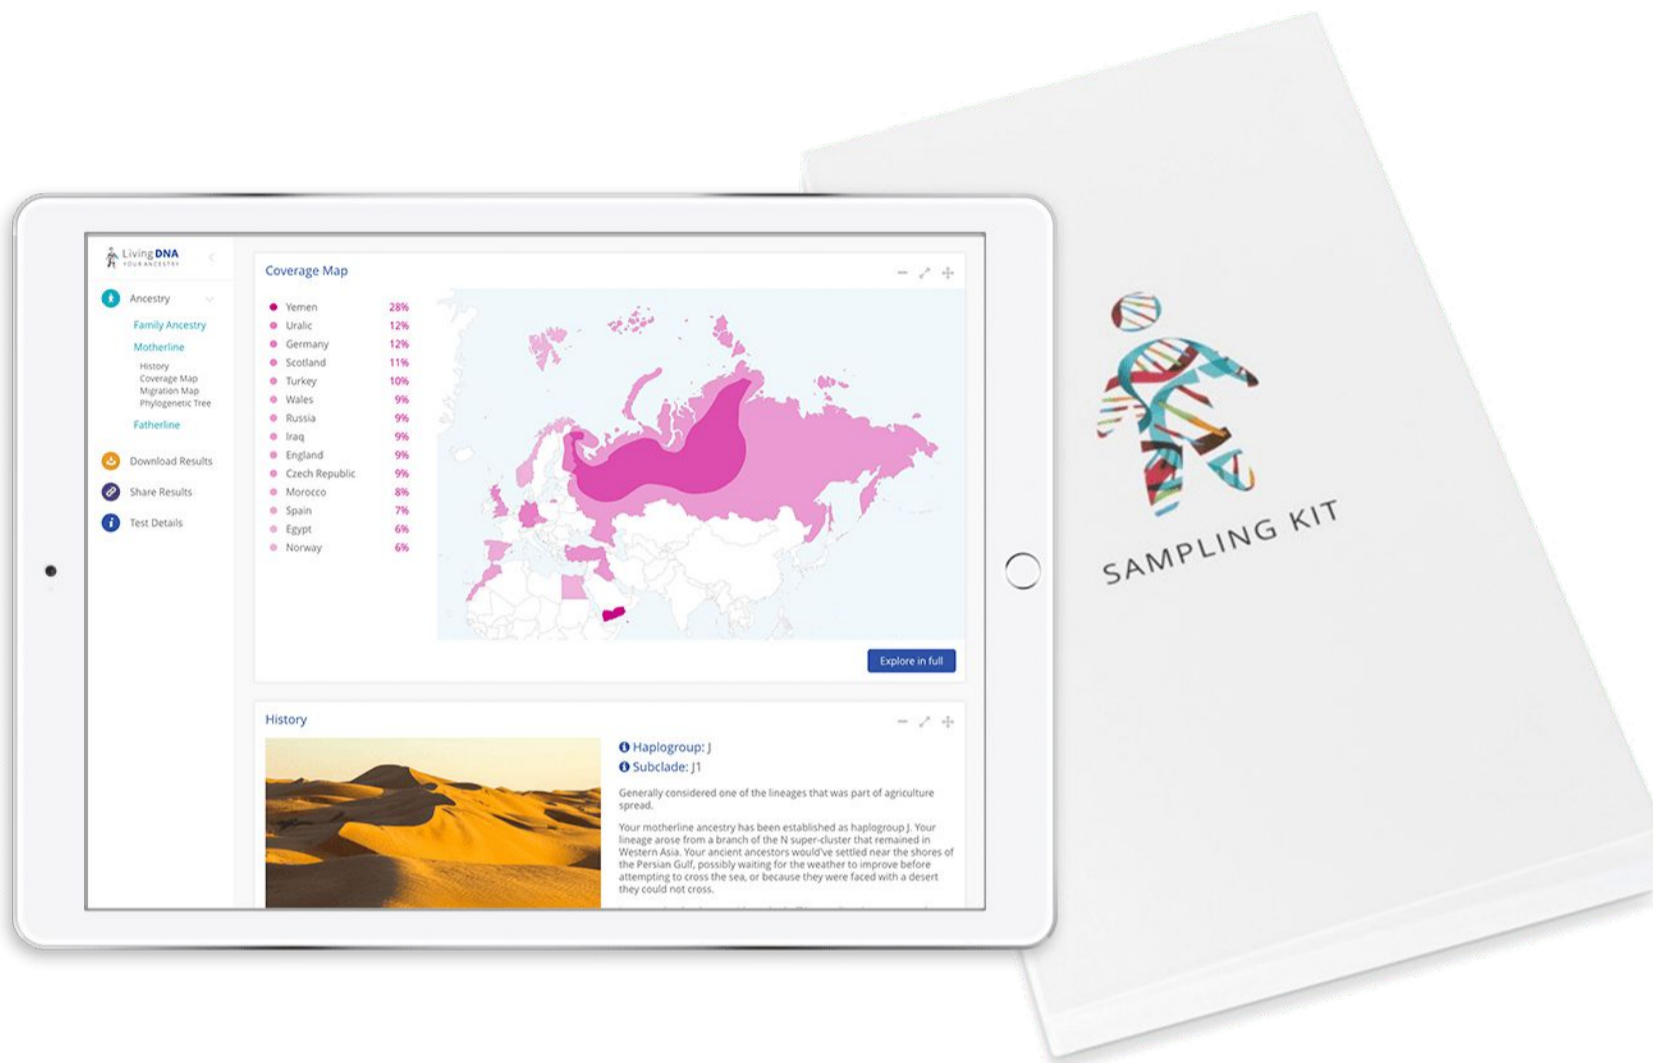 LivingDNA
YOUR ANCESTRY
Ancestry
Family Ancestry
Motherline
History
Coverage Map
Migration Map
Phylogenetic Tree
Fatherline
Download Results
Share Results
Test Details
Coverage Map
Yemen 28%
Uralic 12%
Germany 12%
Scotland 11%
Turkey 10%
Wales 9%
Russia 9%
Iraq 9%
England 9%
Czech Republic 9%
Morocco 8%
Spain 7%
Egypt 6%
Norway 6%
Explore in full
History
Haplogroup: J
Subclade: J1
Generally considered one of the lineages that was part of agriculture
spread.
Your motherline ancestry has been established as haplogroup J. Your
lineage arose from a branch of the N super-cluster that remained in
Western Asia. Your ancient ancestors would've settled near the shores of
the Persian Gulf, possibly waiting for the weather to improve before
attempting to cross the sea, or because they were faced with a desert
they could not cross.
SAMPLING KIT